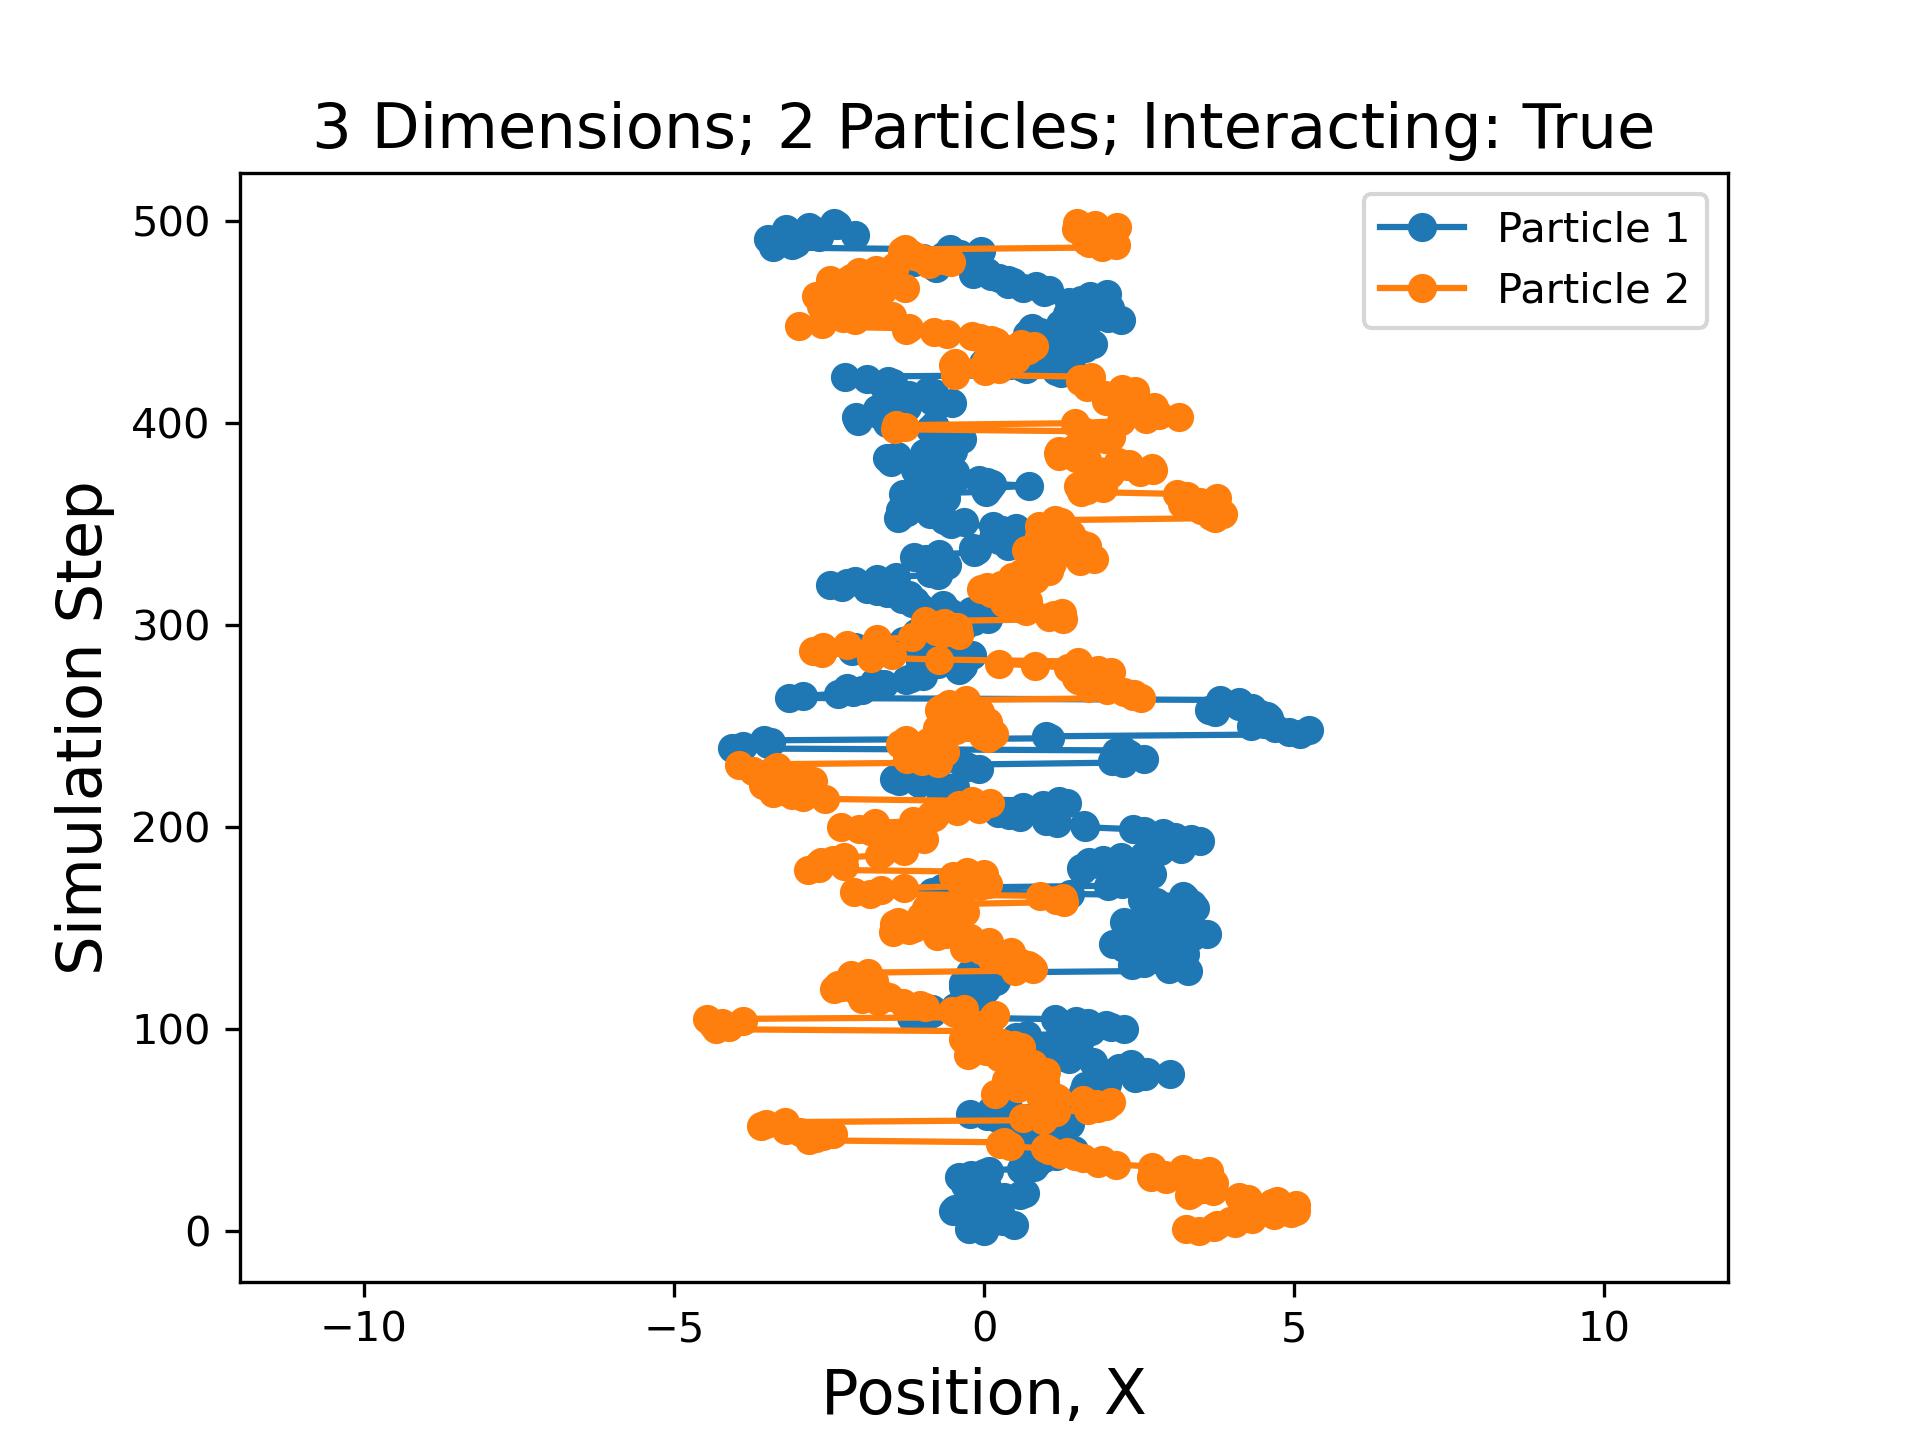 3 Dimensions; 2 Particles; Interacting: True
Particle 1
Particle 2
Simulation Step
500
400
300
200
100
0
−10
−5
0
5
10
Position, X